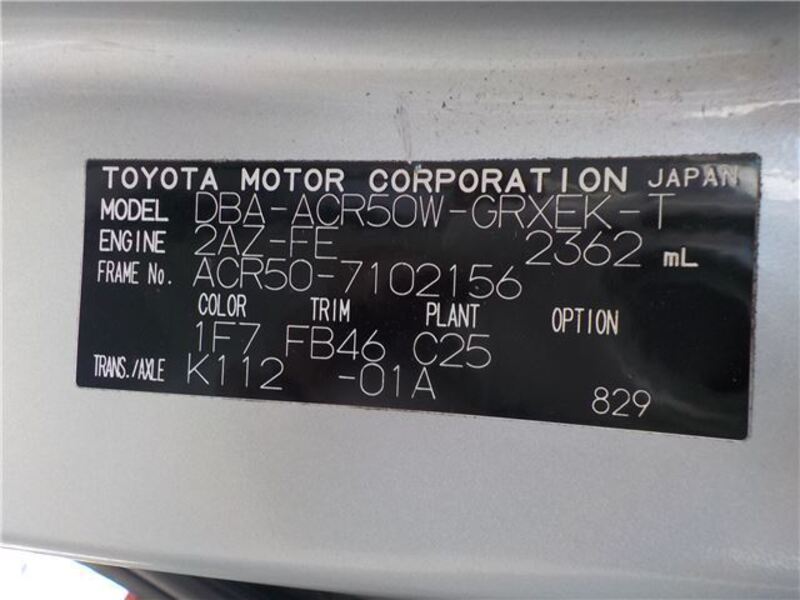 TOYOTA MOTOR CORPORATION JAPAN
MODEL DBA-ACR50W-GRXEK-T
ENGINE 2AZ-FE 2362 mL
FRAME No. ACR50-7102156
COLOR TRIM PLANT OPTION
1F7 FB46 C25
TRANS./AXLE K112 -01A
829